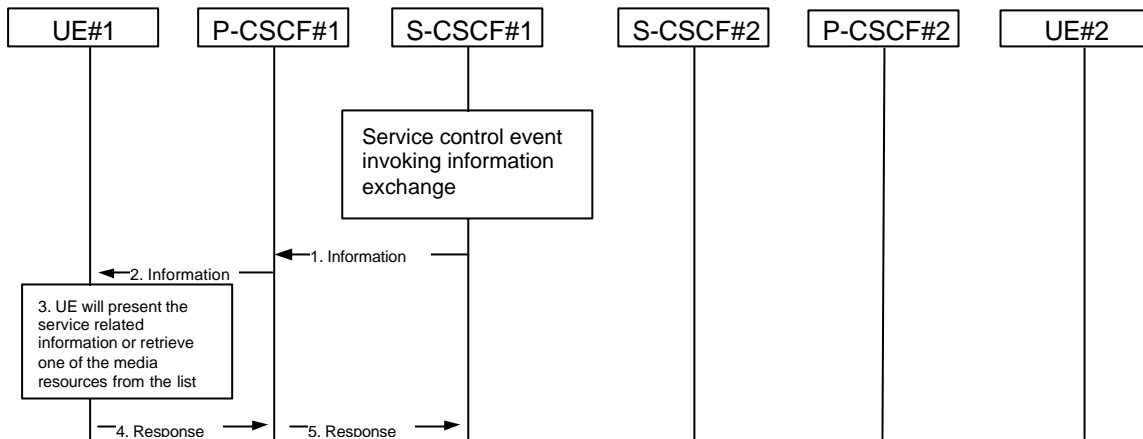 UE#1
P-CSCF#1
S-CSCF#1
S-CSCF#2
P-CSCF#2
UE#2
Service control event
invoking information
exchange
1. Information
2. Information
3. UE will present the
service related
information or retrieve
one of the media
resources from the list
4. Response
5. Response